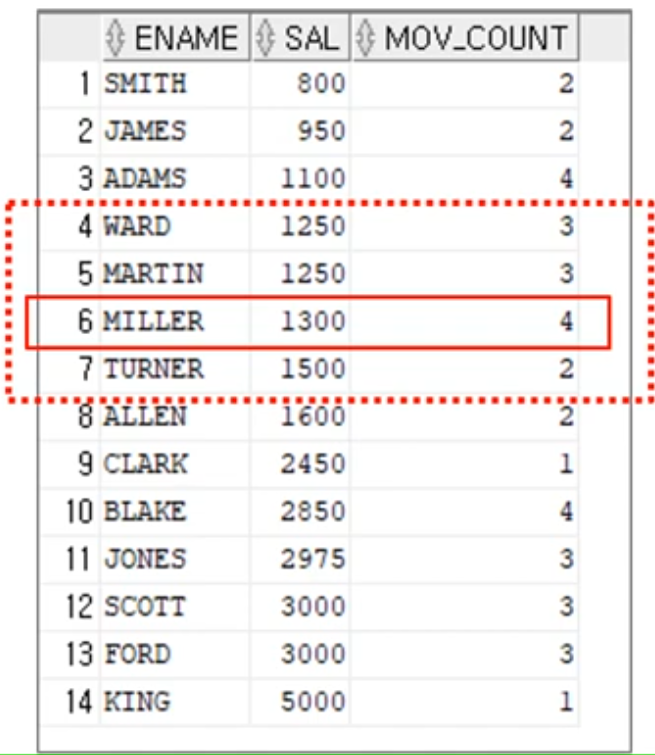 ENAME SAL MOV_COUNT
1 SMITH 800 2
2 JAMES 950 2
3 ADAMS 1100 4
4 WARD 1250 3
5 MARTIN 1250 3
6 MILLER 1300 4
7 TURNER 1500 2
8 ALLEN 1600 2
9 CLARK 2450 1
10 BLAKE 2850 4
11 JONES 2975 3
12 SCOTT 3000 3
13 FORD 3000 3
14 KING 5000 1